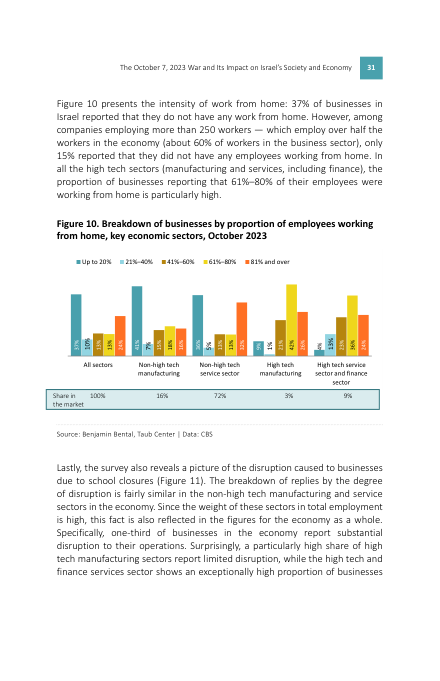 The October 7, 2023 War and Its Impact on Israel's Society and Economy 31
Figure 10 presents the intensity of work from home: 37% of businesses in
Israel reported that they do not have any work from home. However, among
companies employing more than 250 workers — which employ over half the
workers in the economy (about 60% of workers in the business sector), only
15% reported that they did not have any employees working from home. In
all the high tech sectors (manufacturing and services, including finance), the
proportion of businesses reporting that 61%–80% of their employees were
working from home is particularly high.
Figure 10. Breakdown of businesses by proportion of employees working
from home, key economic sectors, October 2023
Up to 20% 21%–40% 41%–60% 61%–80% 81% and over
37% 10% 13% 13% 24%
41% 7% 15% 18% 16%
36% 5% 13% 13% 32%
9% 1% 21% 42% 26%
4% 13% 23% 36% 24%
All sectors
Non-high tech
manufacturing
Non-high tech
service sector
High tech
manufacturing
High tech service
sector and finance
sector
Share in
the market
100% 16% 72% 3% 9%
Source: Benjamin Bental, Taub Center | Data: CBS
Lastly, the survey also reveals a picture of the disruption caused to businesses
due to school closures (Figure 11). The breakdown of replies by the degree
of disruption is fairly similar in the non-high tech manufacturing and service
sectors in the economy. Since the weight of these sectors in total employment
is high, this fact is also reflected in the figures for the economy as a whole.
Specifically, one-third of businesses in the economy report substantial
disruption to their operations. Surprisingly, a particularly high share of high
tech manufacturing sectors report limited disruption, while the high tech and
finance services sector shows an exceptionally high proportion of businesses